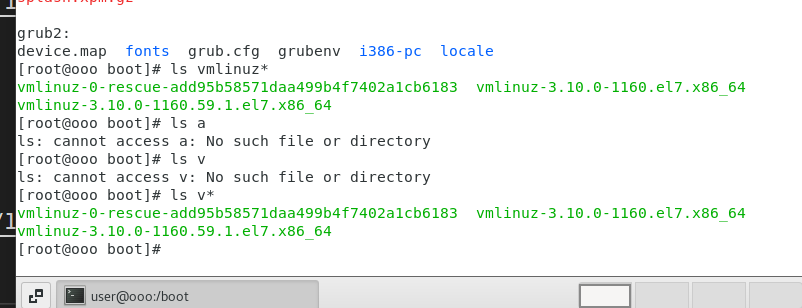 splash.xpm.gz
grub2:
device.map  fonts  grub.cfg  grubenv  i386-pc  locale
[root@ooo boot]# ls vmlinuz*
vmlinuz-0-rescue-add95b58571daa499b4f7402a1cb6183  vmlinuz-3.10.0-1160.el7.x86_64
vmlinuz-3.10.0-1160.59.1.el7.x86_64
[root@ooo boot]# ls a
ls: cannot access a: No such file or directory
[root@ooo boot]# ls v
ls: cannot access v: No such file or directory
[root@ooo boot]# ls v*
vmlinuz-0-rescue-add95b58571daa499b4f7402a1cb6183  vmlinuz-3.10.0-1160.el7.x86_64
vmlinuz-3.10.0-1160.59.1.el7.x86_64
[root@ooo boot]#
user@ooo:/boot